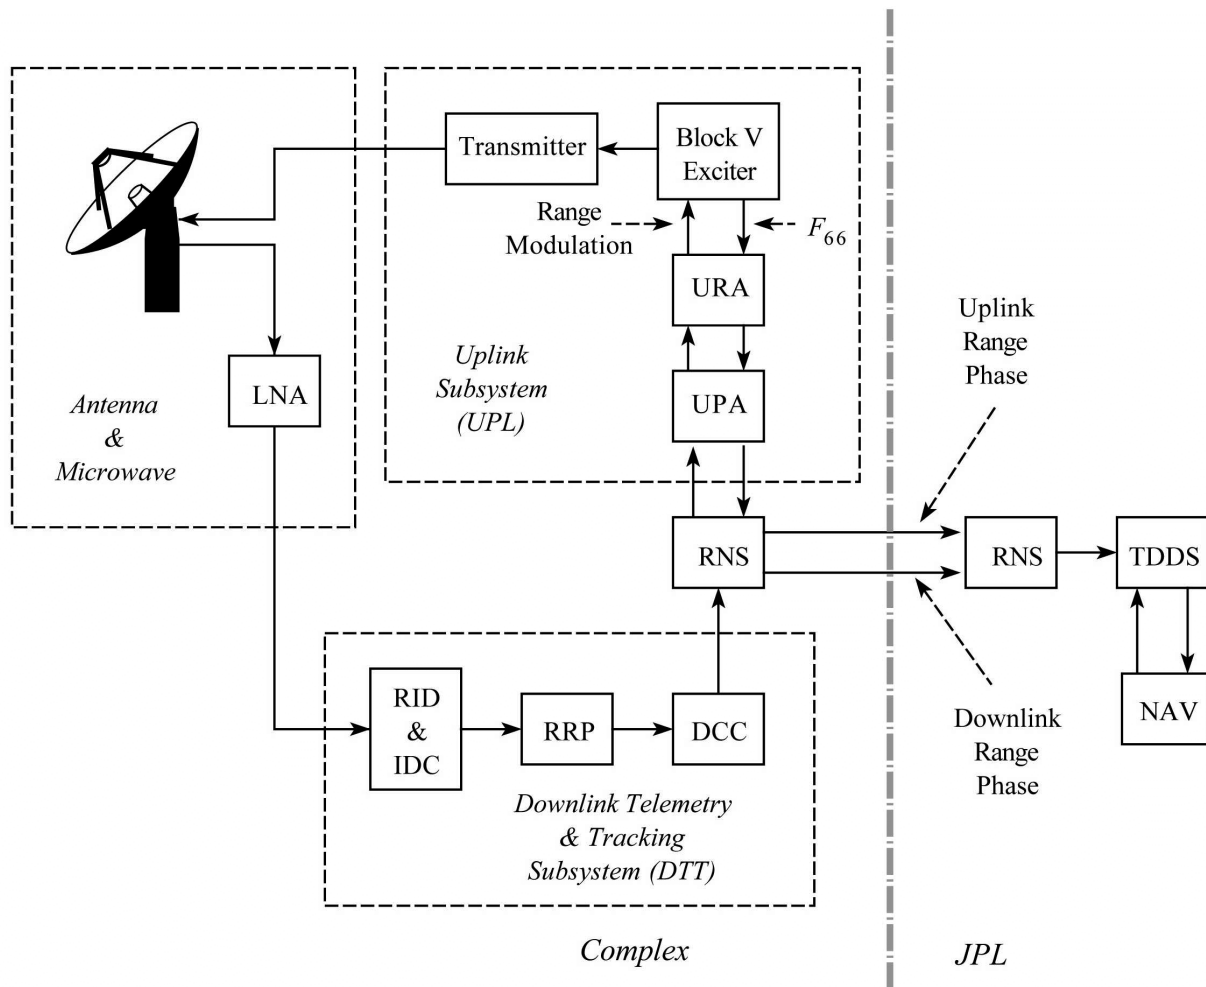 Transmitter
Block V
Exciter
Range
Modulation
F66
URA
Uplink
Subsystem
(UPL)
UPA
LNA
Antenna
&
Microwave
Uplink
Range
Phase
RNS
RNS
TDDS
RID
&
IDC
RRP
DCC
NAV
Downlink
Range
Phase
Downlink Telemetry
& Tracking
Subsystem (DTT)
Complex
JPL